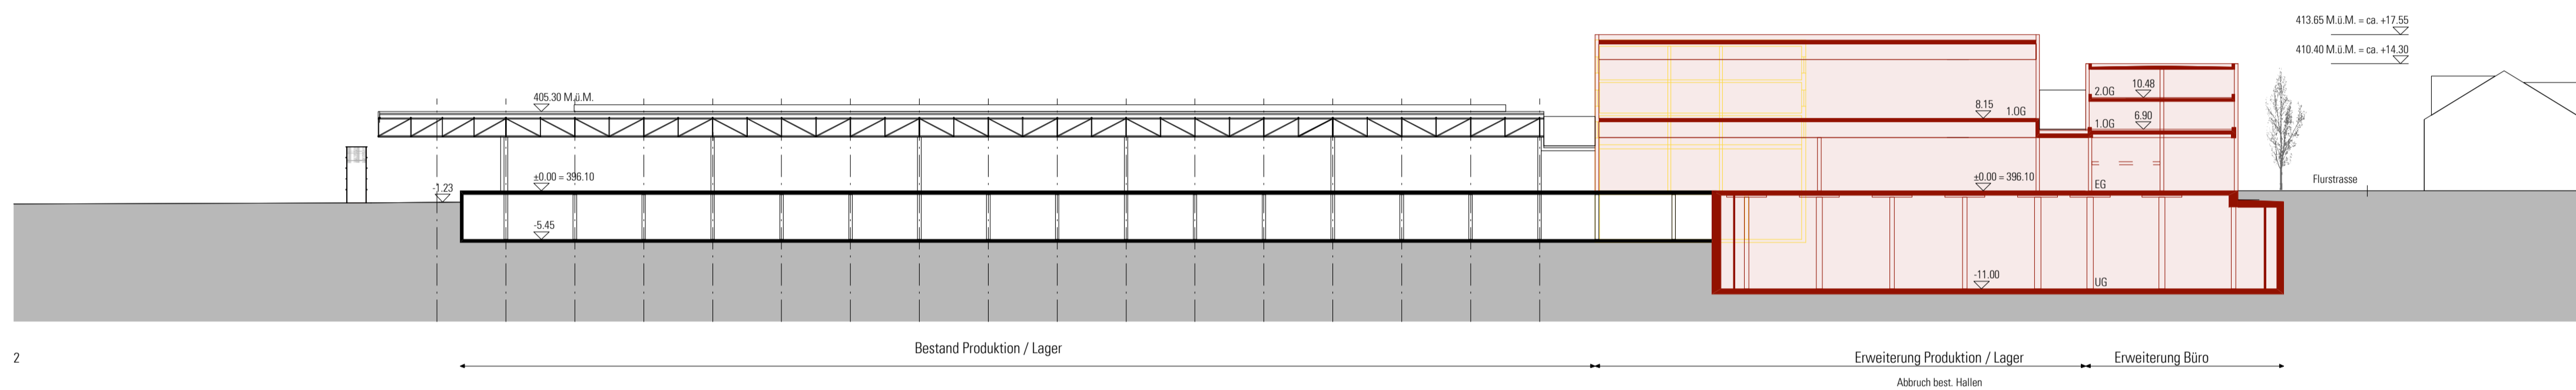 413.65 M.ü.M. = ca. +17.55
410.40 M.ü.M. = ca. +14.30
405.30 M.ü.M.
2.OG
10.48
8.15
1.OG
1.OG
6.90
±0.00 = 396.10
-1.23
±0.00 = 396.10
EG
Flurstrasse
-5.45
-11.00
UG
2
Bestand Produktion / Lager
Erweiterung Produktion / Lager
Erweiterung Büro
Abbruch best. Hallen